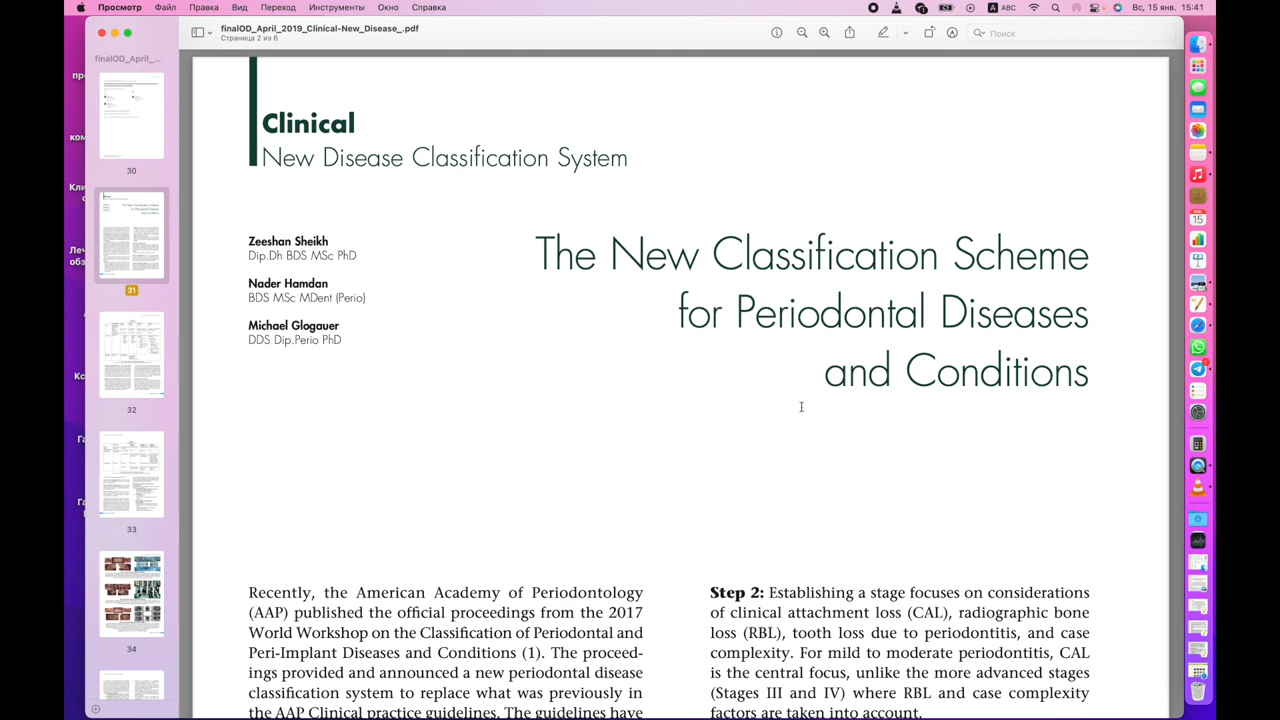 Просмотр Файл Правка Вид Переход Инструменты Окно Справка
ABC Вс, 15 янв. 15:41
finalOD_April_2019_Clinical-New_Disease_.pdf
Страница 2 из 6
Поиск
finalOD_April_...
30
31
32
33
34
Clinical
New Disease Classification System
Zeeshan Sheikh
Dip.Dh BDS MSc PhD
Nader Hamdan
BDS MSc MDent (Perio)
Michael Glogauer
DDS Dip.Perio PhD
The New Classification Scheme
for Periodontal Diseases
and Conditions
Recently, the American Academy of Periodontology
(AAP) published the official proceedings from the 2017
World Workshop on the Classification of Periodontal and
Peri-Implant Diseases and Conditions (1). The proceed-
ings provided and announced a new periodontal disease
classification system to replace what was previously in
the AAP Clinical practice guidelines. The guidelines have
Step 2: Establishing a stage focuses on considerations
of clinical attachment loss (CAL), radiographic bone
loss (RBL), tooth loss due to periodontitis, and case
complexity. For mild to moderate periodontitis, CAL
is the central focus, unlike the more advanced stages
(Stages III and IV) where RBL and case complexity
factors are taken into account.